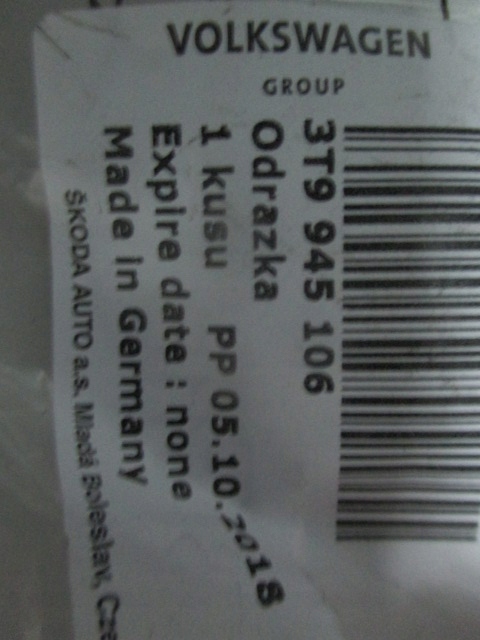 VOLKSWAGEN
GROUP
3T9 945 106
Odrazka
1 kusu PP 05.10.2018
Expire date : none
Made in Germany
ŠKODA AUTO a.s. Mladá Boleslav,